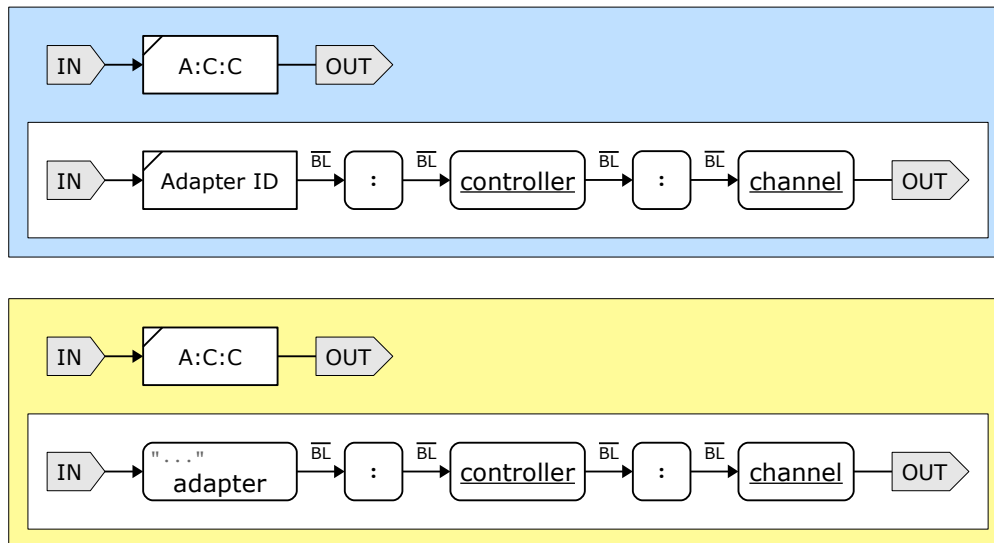 IN A:C:C OUT
IN Adapter ID BL : BL controller BL : BL channel OUT
IN A:C:C OUT
IN "..." adapter BL : BL controller BL : BL channel OUT